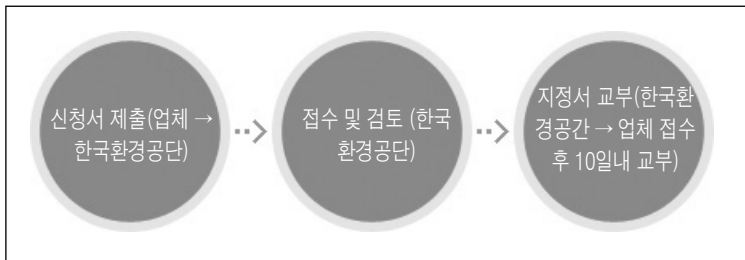 신청서 제출(업체 →
한국환경공단)
접수 및 검토 (한국
환경공단)
지정서 교부(한국환
경공간 → 업체 접수
후 10일내 교부)